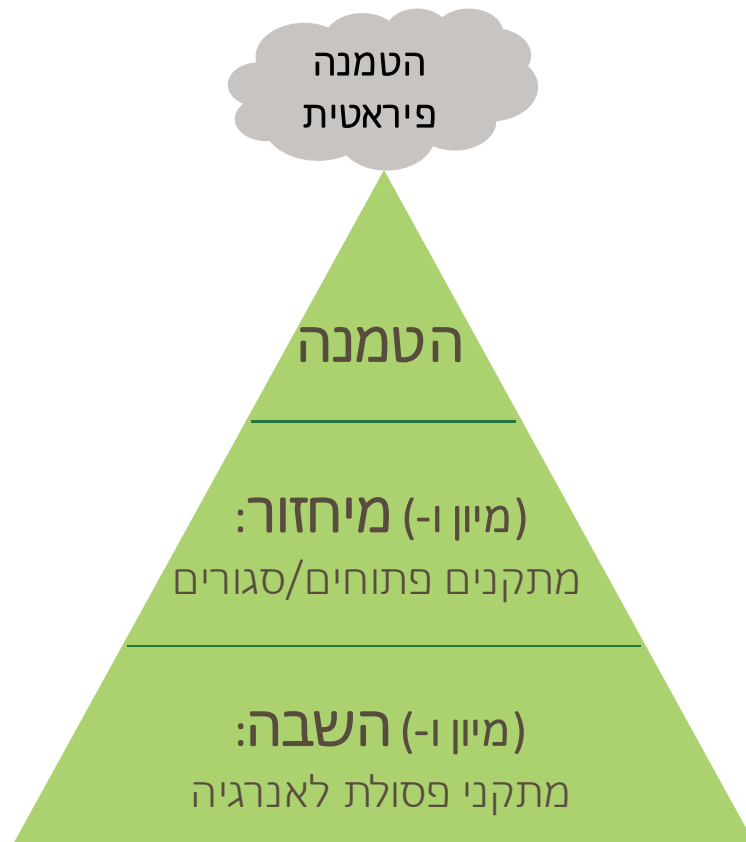 הטמנה
פיראטית
הטמנה
(מיון ו-) מיחזור:
מתקנים פתוחים/סגורים
(מיון ו-) השבה:
מתקני פסולת לאנרגיה